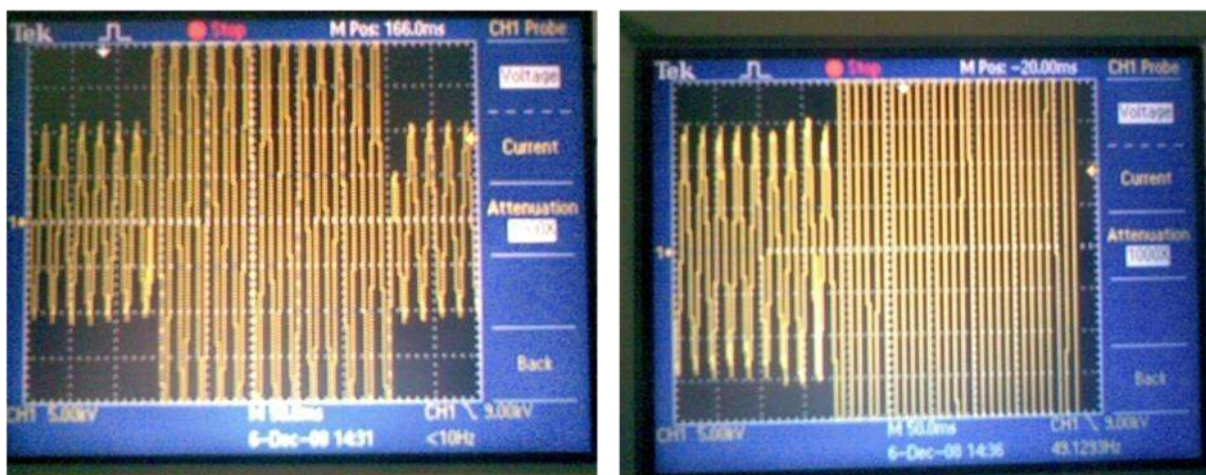 Tek Stop M Pos: 166.0ms CH1 Probe
Voltage
Current
1
Attenuation
Back
CH1 5.00kV CH1 9.00kV
6-Dec-08 14:31 <10Hz
Tek Stop M Pos: -20.00ms CH1 Probe
Voltage
Current
1
Attenuation
1000X
Back
CH1 5.00kV M 50.0ms CH1 9.00kV
6-Dec-08 14:36 49.1293Hz